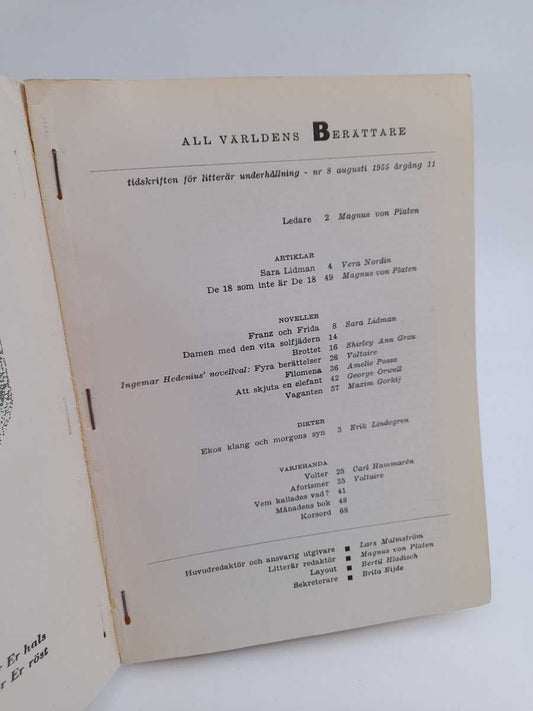 ALL VÄRLDENS BERÄTTARE
tidskriften för litterär underhållning - nr 8 augusti 1955 årgång 11
Ledare 2 Magnus von Platen
ARTIKLAR
Sara Lidman 4 Vera Nordin
De 18 som inte är De 18 49 Magnus von Platen
NOVELLER
Franz och Frida 8 Sara Lidman
Damen med den vita solfjädern 14
Brottet 16 Shirley Ann Grau
Ingemar Hedenius' novellval: Fyra berättelser 26 Voltaire
Filomena 36 Amelie Posse
Att skjuta en elefant 42 George Orwell
Vaganten 57 Maxim Gorkij
DIKTER
Ekos klang och morgons syn 3 Erik Lindegren
VARJEHANDA
Volter 25 Carl Hammarén
Aforismer 35 Voltaire
Vem kallades vad? 41
Månadens bok 48
Korsord 68
Huvudredaktör och ansvarig utgivare ■ Lars Malmström
Litterär redaktör ■ Magnus von Platen
Layout ■ Bertil Hladisch
Sekreterare ■ Brita Eijde
Er hals
r Er röst